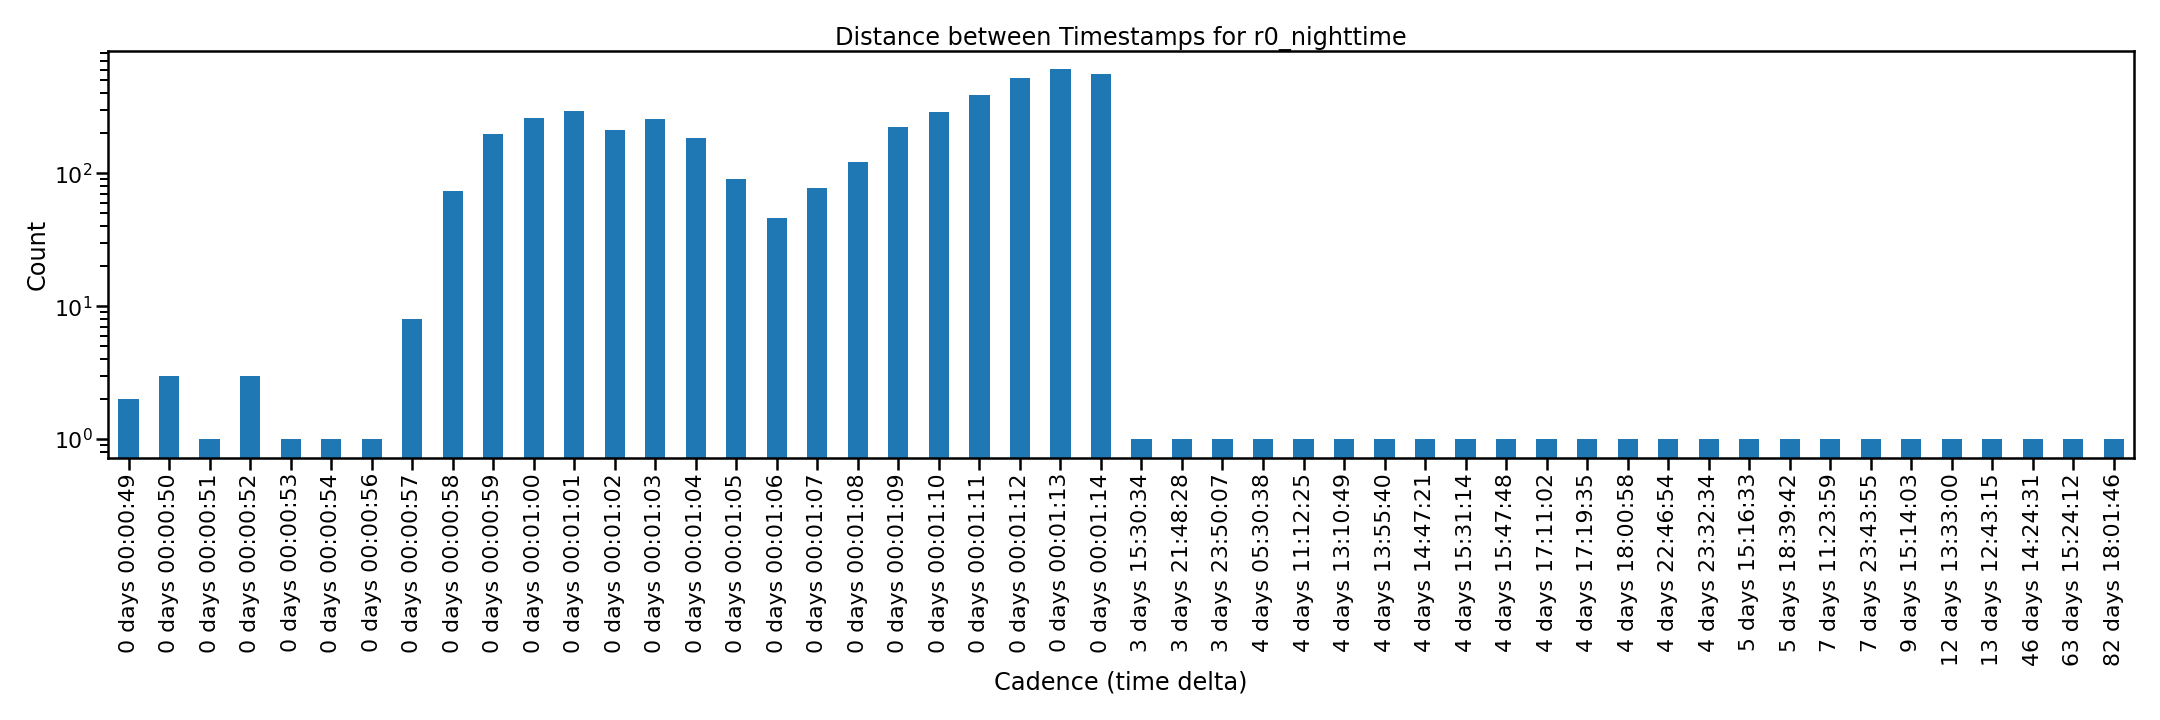 Distance between Timestamps for r0_nighttime
Count
10^2
10^1
10^0
0 days 00:00:49
0 days 00:00:50
0 days 00:00:51
0 days 00:00:52
0 days 00:00:53
0 days 00:00:54
0 days 00:00:56
0 days 00:00:57
0 days 00:00:58
0 days 00:00:59
0 days 00:01:00
0 days 00:01:01
0 days 00:01:02
0 days 00:01:03
0 days 00:01:04
0 days 00:01:05
0 days 00:01:06
0 days 00:01:07
0 days 00:01:08
0 days 00:01:09
0 days 00:01:10
0 days 00:01:11
0 days 00:01:12
0 days 00:01:13
0 days 00:01:14
3 days 15:30:34
3 days 21:48:28
3 days 23:50:07
4 days 05:30:38
4 days 11:12:25
4 days 13:10:49
4 days 13:55:40
4 days 14:47:21
4 days 15:31:14
4 days 15:47:48
4 days 17:11:02
4 days 17:19:35
4 days 18:00:58
4 days 22:46:54
4 days 23:32:34
5 days 15:16:33
5 days 18:39:42
7 days 11:23:59
7 days 23:43:55
9 days 15:14:03
12 days 13:33:00
13 days 12:43:15
46 days 14:24:31
63 days 15:24:12
82 days 18:01:46
Cadence (time delta)